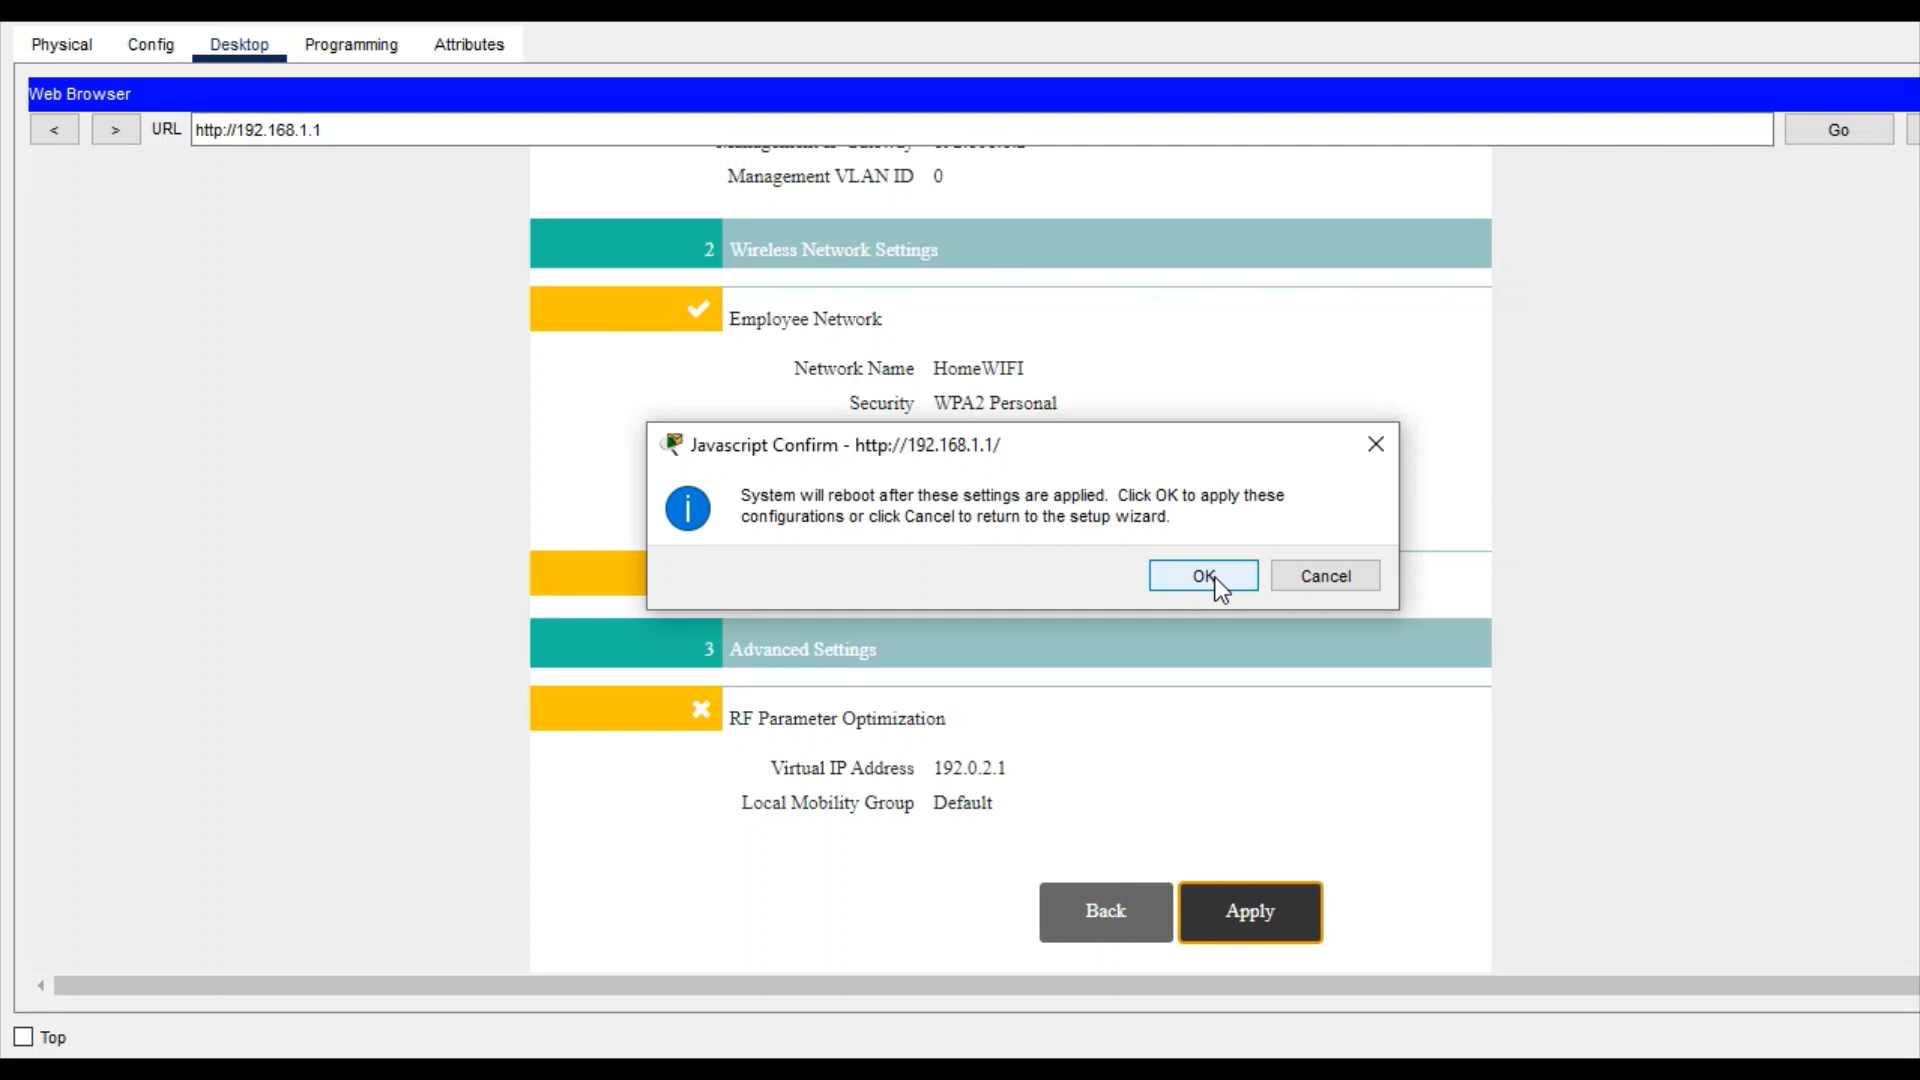 Physical Config Desktop Programming Attributes
Web Browser
< > URL http://192.168.1.1 Go
Management VLAN ID 0
2 Wireless Network Settings
Employee Network
Network Name HomeWIFI
Security WPA2 Personal
Javascript Confirm - http://192.168.1.1/
System will reboot after these settings are applied. Click OK to apply these
configurations or click Cancel to return to the setup wizard.
OK Cancel
3 Advanced Settings
RF Parameter Optimization
Virtual IP Address 192.0.2.1
Local Mobility Group Default
Back Apply
Top